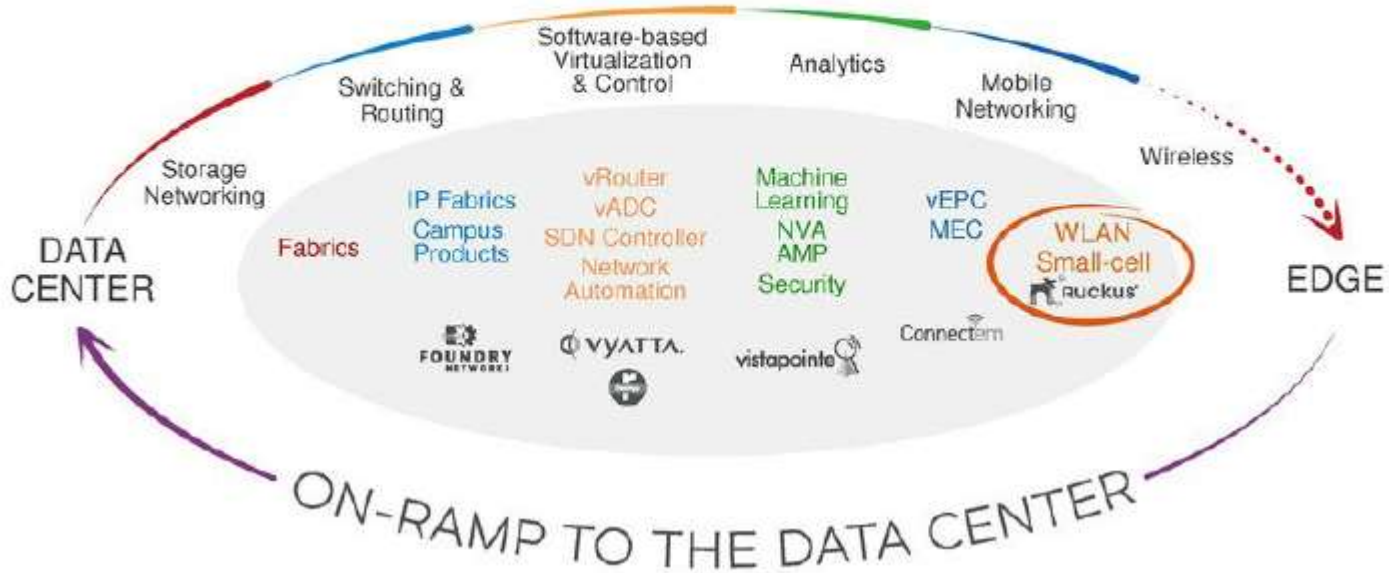 Software-based
Virtualization
& Control
Analytics
Switching &
Routing
Mobile
Networking
Storage
Networking
Wireless
DATA
CENTER
EDGE
Fabrics
IP Fabrics
Campus
Products
vRouter
vADC
SDN Controller
Network
Automation
Machine
Learning
NVA
AMP
Security
vEPC
MEC
WLAN
Small-cell
Ruckus
FOUNDRY
NETWORKS
VYATTA.
vistapointe
Connectem
ON-RAMP TO THE DATA CENTER